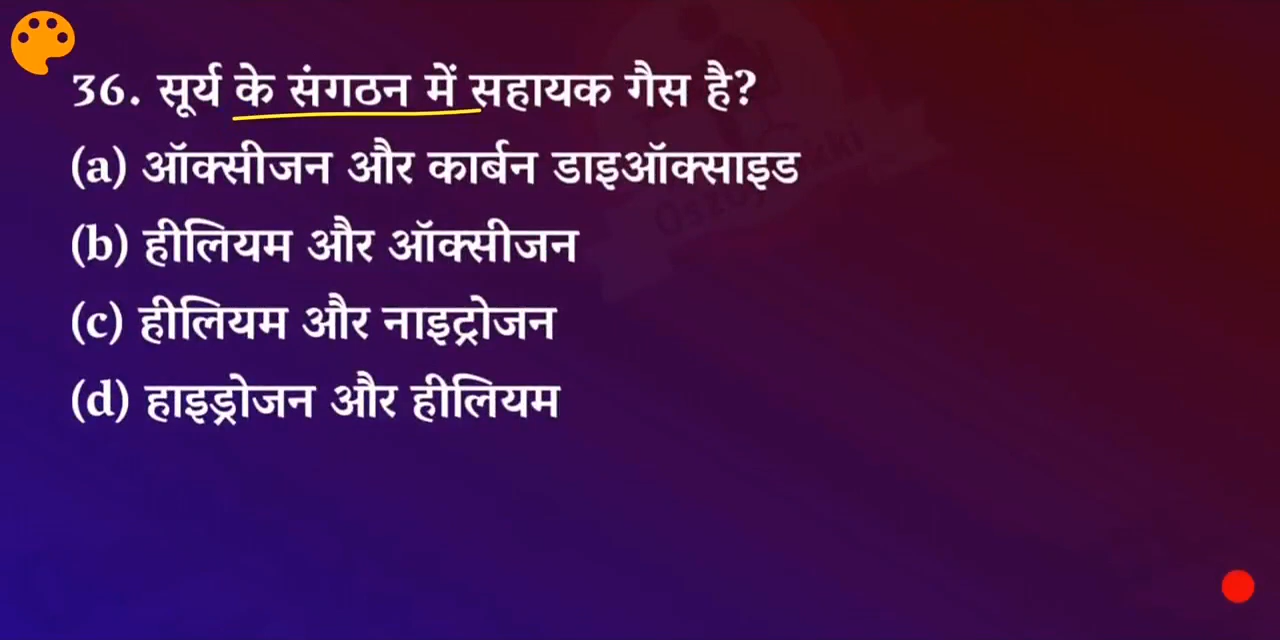 36. सूर्य के संगठन में सहायक गैस है?
(a) ऑक्सीजन और कार्बन डाइऑक्साइड
(b) हीलियम और ऑक्सीजन
(c) हीलियम और नाइट्रोजन
(d) हाइड्रोजन और हीलियम